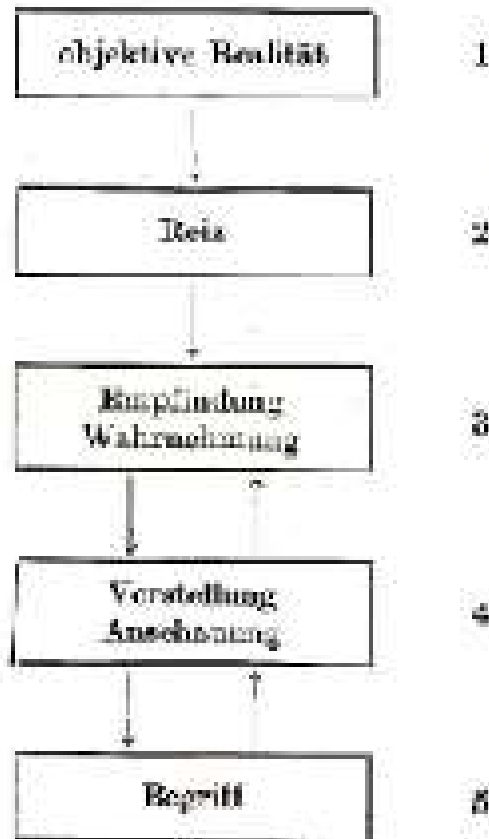 objektive Realität 1
Reiz 2
Empfindung
Wahrnehmung 3
Vorstellung
Anschauung 4
Begriff 5